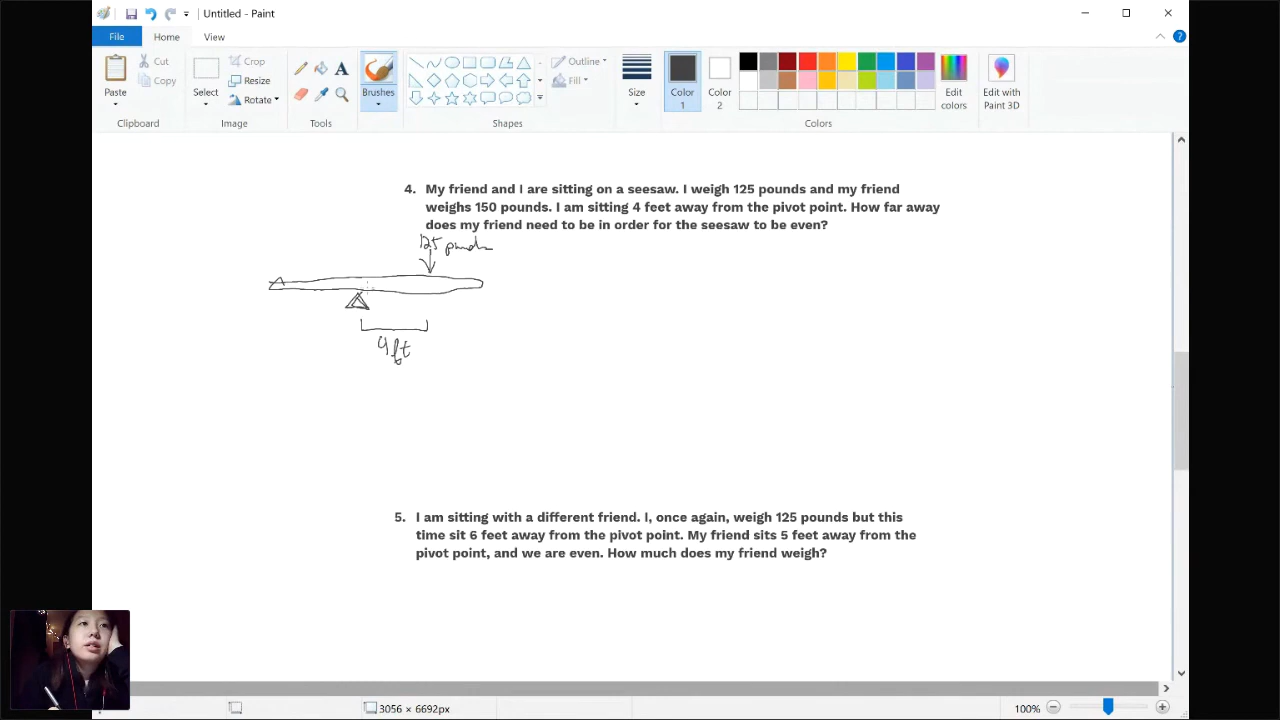 Untitled - Paint
File
Home
View
Paste
Cut
Copy
Clipboard
Select
Crop
Resize
Rotate
Image
A
Tools
Brushes
Outline
Fill
Shapes
Size
Color
1
Color
2
Colors
Edit
colors
Edit with
Paint 3D
4. My friend and I are sitting on a seesaw. I weigh 125 pounds and my friend
weighs 150 pounds. I am sitting 4 feet away from the pivot point. How far away
does my friend need to be in order for the seesaw to be even?
125 pounds
4ft
5. I am sitting with a different friend. I, once again, weigh 125 pounds but this
time sit 6 feet away from the pivot point. My friend sits 5 feet away from the
pivot point, and we are even. How much does my friend weigh?
3056 × 6692px
100%